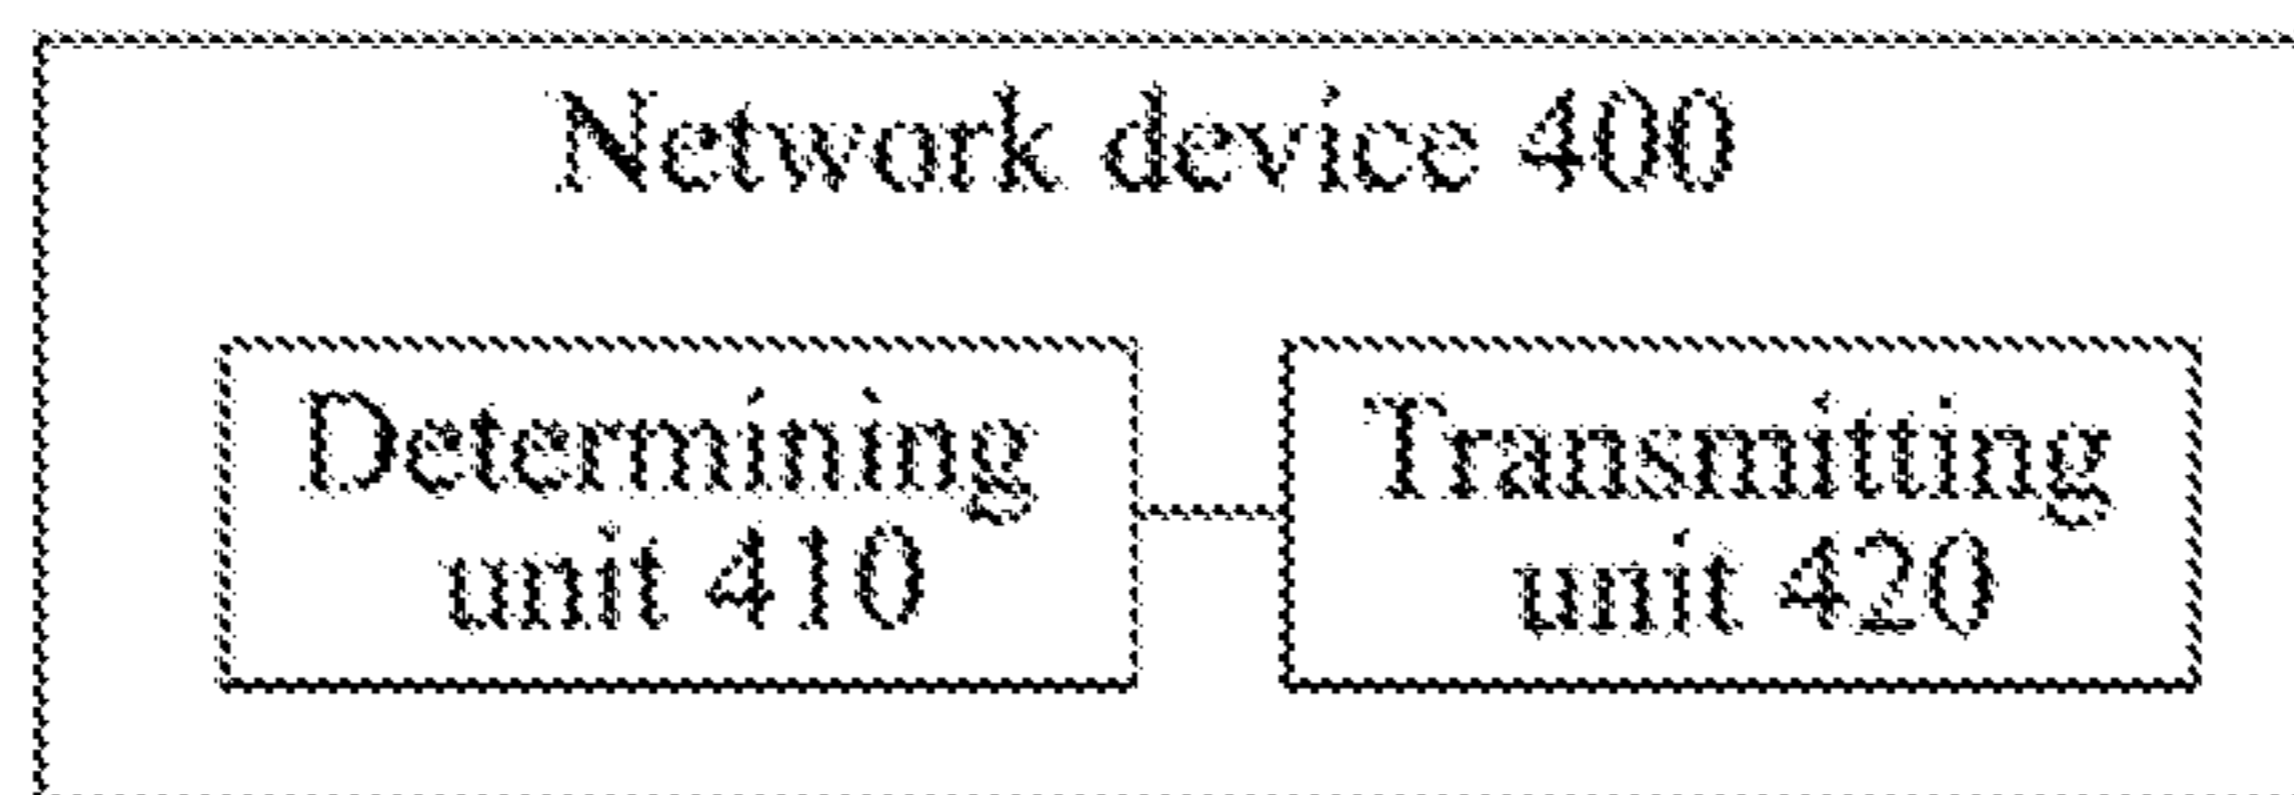 Network device 400
Determining
unit 410
Transmitting
unit 420